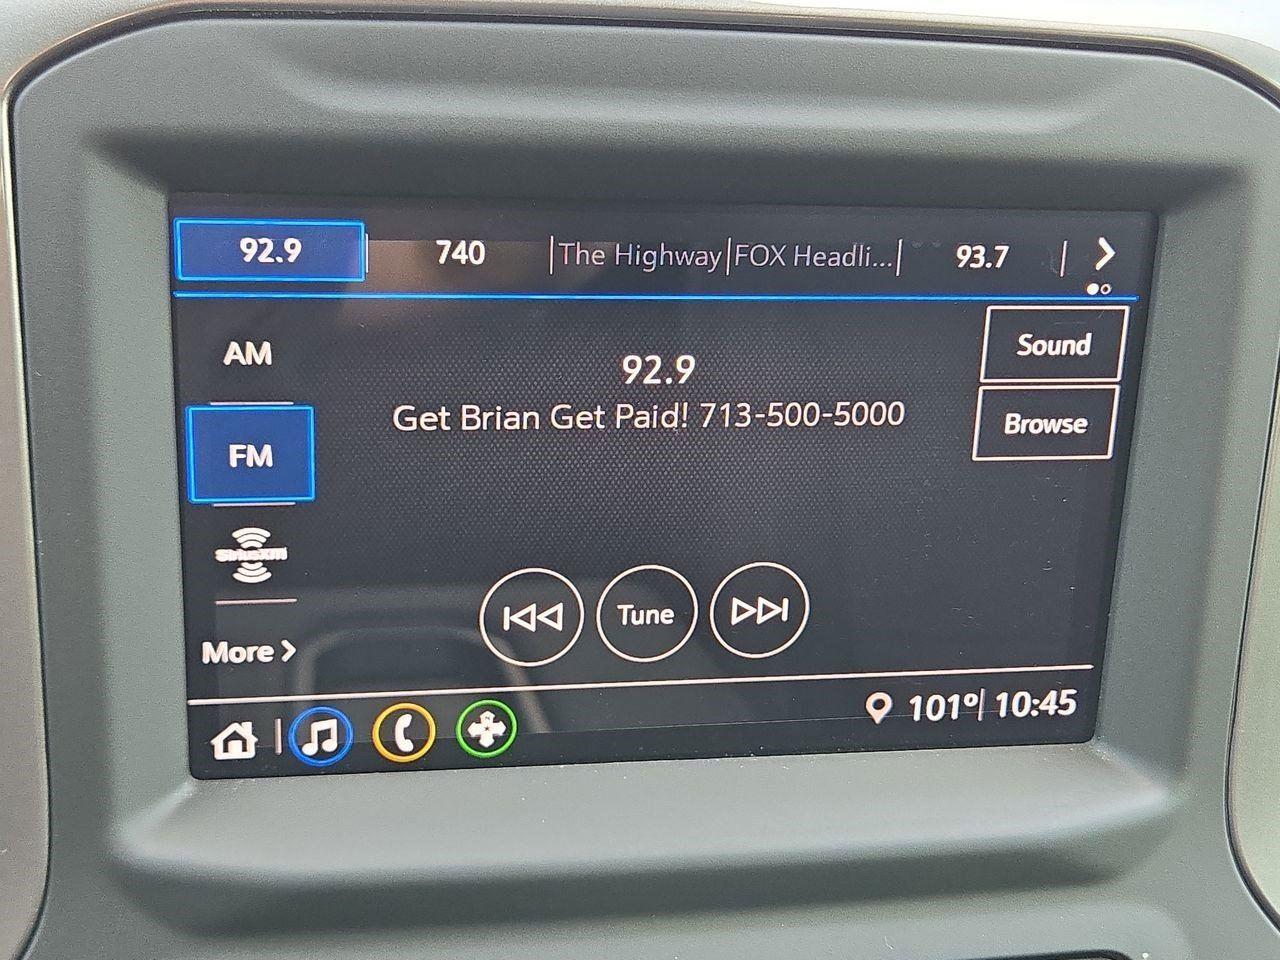 92.9 740 The Highway FOX Headli... 93.7
AM
Sound
92.9
Get Brian Get Paid! 713-500-5000
Browse
FM
SiriusXM
Tune
More
101° 10:45